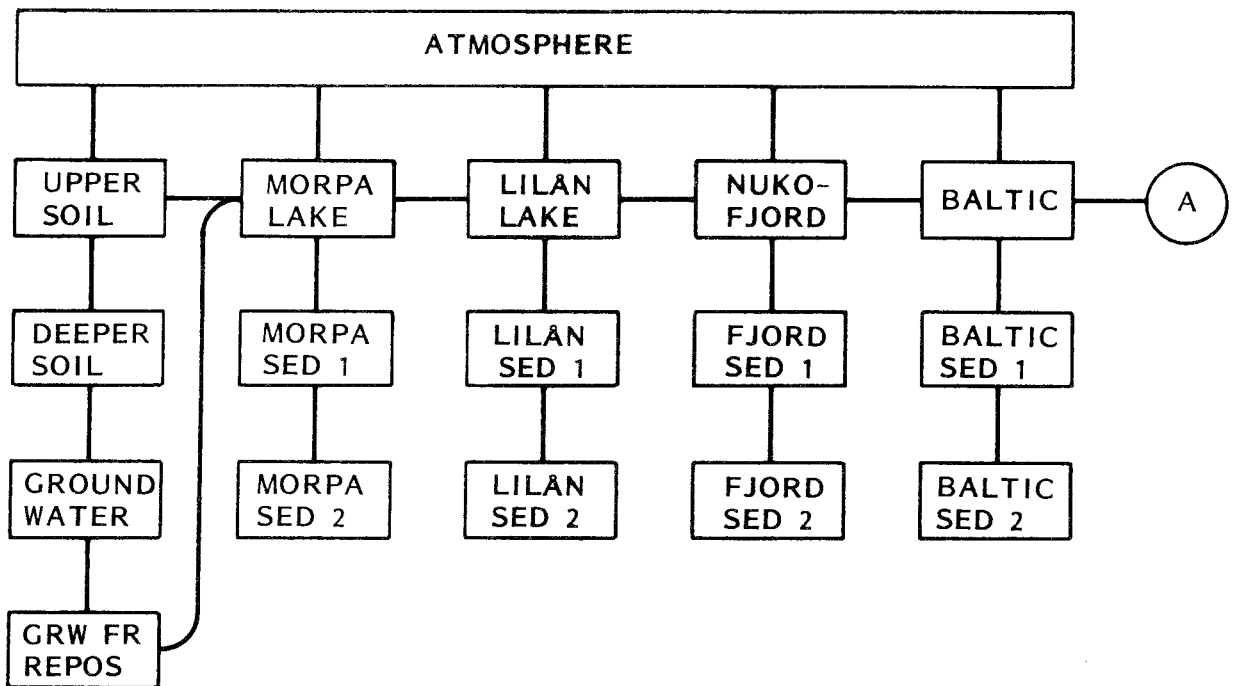 ATMOSPHERE
UPPER
SOIL
MORPA
LAKE
LILÅN
LAKE
NUKO-
FJORD
BALTIC
A
DEEPER
SOIL
MORPA
SED 1
LILÅN
SED 1
FJORD
SED 1
BALTIC
SED 1
GROUND
WATER
MORPA
SED 2
LILÅN
SED 2
FJORD
SED 2
BALTIC
SED 2
GRW FR
REPOS